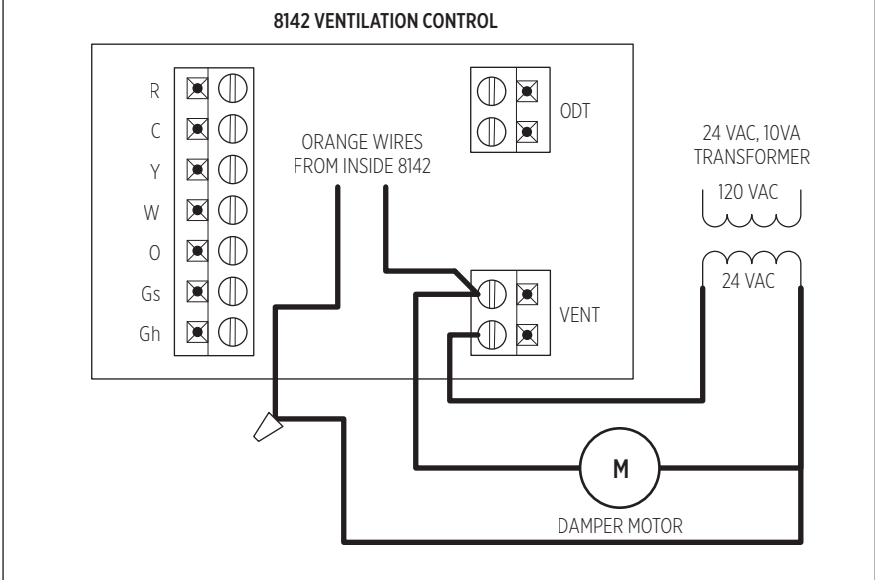 8142 VENTILATION CONTROL
R
C
Y
W
O
Gs
Gh
ORANGE WIRES
FROM INSIDE 8142
ODT
VENT
24 VAC, 10VA
TRANSFORMER
120 VAC
24 VAC
M
DAMPER MOTOR